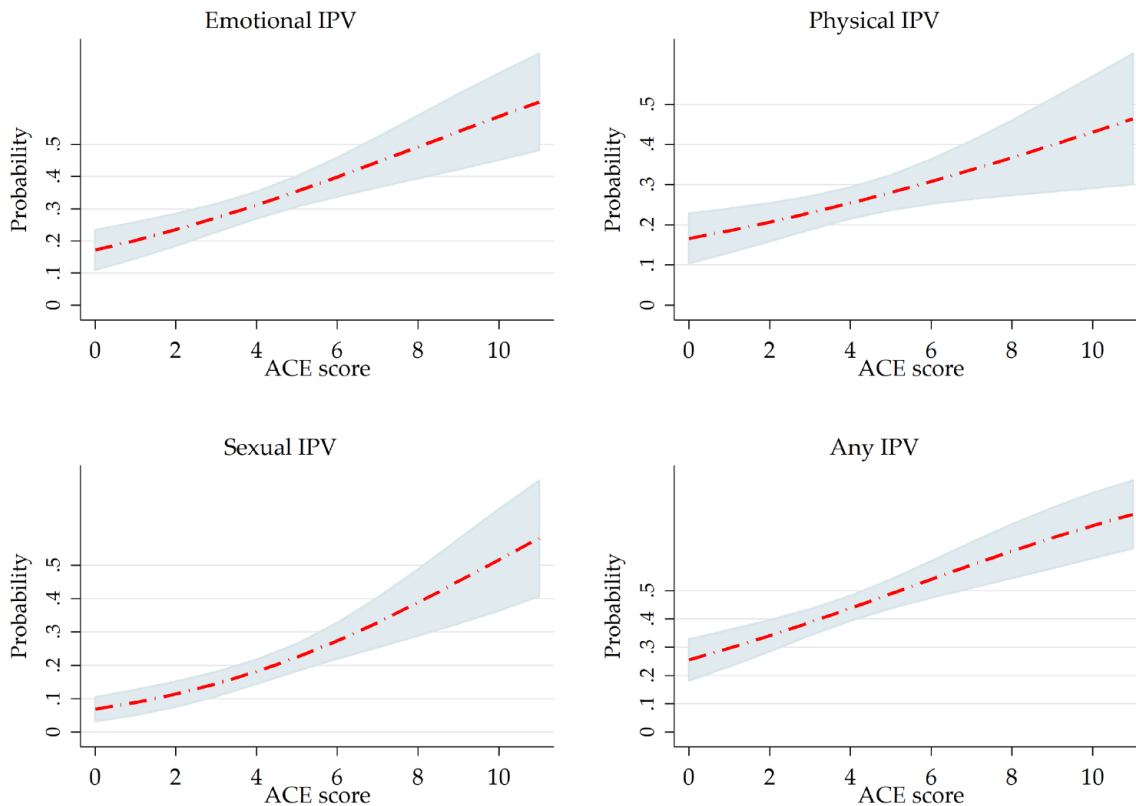 Emotional IPV
Probability
.5
.4
.3
.2
.1
0
0 2 4 6 8 10
ACE score
Physical IPV
Probability
.5
.4
.3
.2
.1
0
0 2 4 6 8 10
ACE score
Sexual IPV
Probability
.5
.4
.3
.2
.1
0
0 2 4 6 8 10
ACE score
Any IPV
Probability
.5
.4
.3
.2
.1
0
0 2 4 6 8 10
ACE score